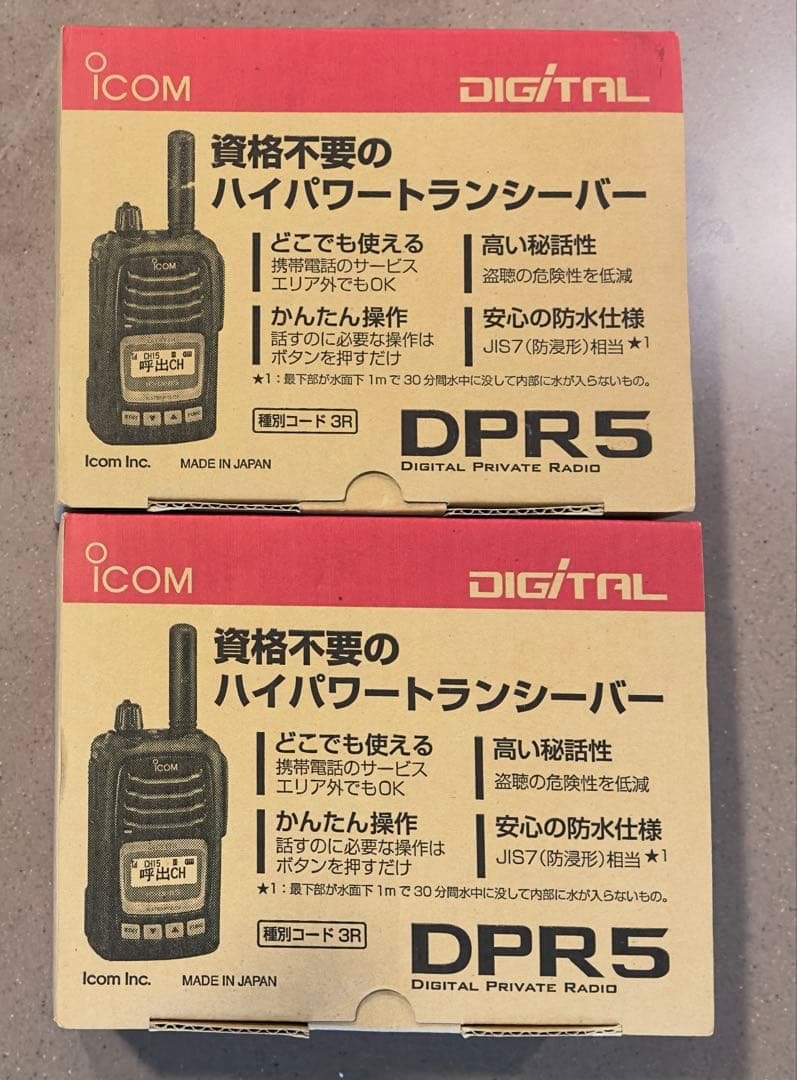 iCOM
DIGITAL
資格不要の
ハイパワートランシーバー
どこでも使える
携帯電話のサービス
エリア外でもOK
高い秘話性
盗聴の危険性を低減
かんたん操作
話すのに必要な操作は
ボタンを押すだけ
安心の防水仕様
JIS7(防浸形)相当★1
★1:最下部が水面下1mで30分間水中に没して内部に水が入らないもの。
iCOM
CH15
呼出CH
種別コード 3R
DPR5
DIGITAL PRIVATE RADIO
Icom Inc.
MADE IN JAPAN
iCOM
DIGITAL
資格不要の
ハイパワートランシーバー
どこでも使える
携帯電話のサービス
エリア外でもOK
高い秘話性
盗聴の危険性を低減
かんたん操作
話すのに必要な操作は
ボタンを押すだけ
安心の防水仕様
JIS7(防浸形)相当★1
★1:最下部が水面下1mで30分間水中に没して内部に水が入らないもの。
iCOM
CH15
呼出CH
種別コード 3R
DPR5
DIGITAL PRIVATE RADIO
Icom Inc.
MADE IN JAPAN